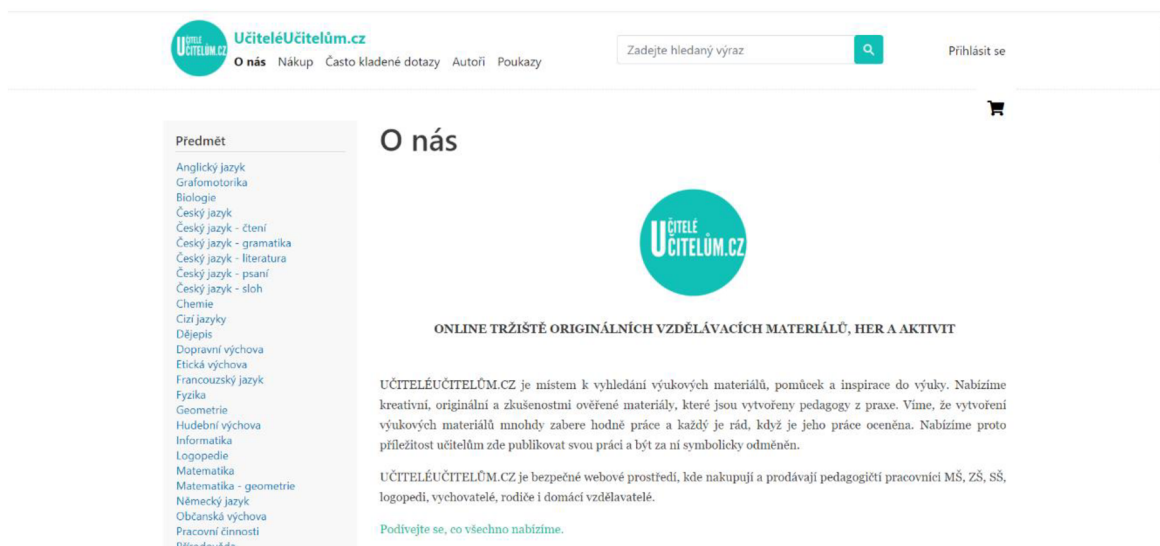 UČITELÉ
UČITELŮM.CZ
UčiteléUčitelům.cz
O nás Nákup Často kladené dotazy Autoři Poukazy
Zadejte hledaný výraz
Přihlásit se
Předmět
Anglický jazyk
Grafomotorika
Biologie
Český jazyk
Český jazyk - čtení
Český jazyk - gramatika
Český jazyk - literatura
Český jazyk - psaní
Český jazyk - sloh
Chemie
Cizí jazyky
Dějepis
Dopravní výchova
Etická výchova
Francouzský jazyk
Fyzika
Geometrie
Hudební výchova
Informatika
Logopedie
Matematika
Matematika - geometrie
Německý jazyk
Občanská výchova
Pracovní činnosti
Přírodověda
O nás
UČITELÉ
UČITELŮM.CZ
ONLINE TRŽIŠTĚ ORIGINÁLNÍCH VZDĚLÁVACÍCH MATERIÁLŮ, HER A AKTIVIT
UČITELÉUČITELŮM.CZ je místem k vyhledání výukových materiálů, pomůcek a inspirace do výuky. Nabízíme
kreativní, originální a zkušenostmi ověřené materiály, které jsou vytvořeny pedagogy z praxe. Víme, že vytvoření
výukových materiálů mnohdy zabere hodně práce a každý je rád, když je jeho práce oceněna. Nabízíme proto
příležitost učitelům zde publikovat svou práci a být za ni symbolicky odměněn.
UČITELÉUČITELŮM.CZ je bezpečné webové prostředí, kde nakupují a prodávají pedagogičtí pracovníci MŠ, ZŠ, SŠ,
logopedi, vychovatelé, rodiče i domácí vzdělavatelé.
Podívejte se, co všechno nabízíme.